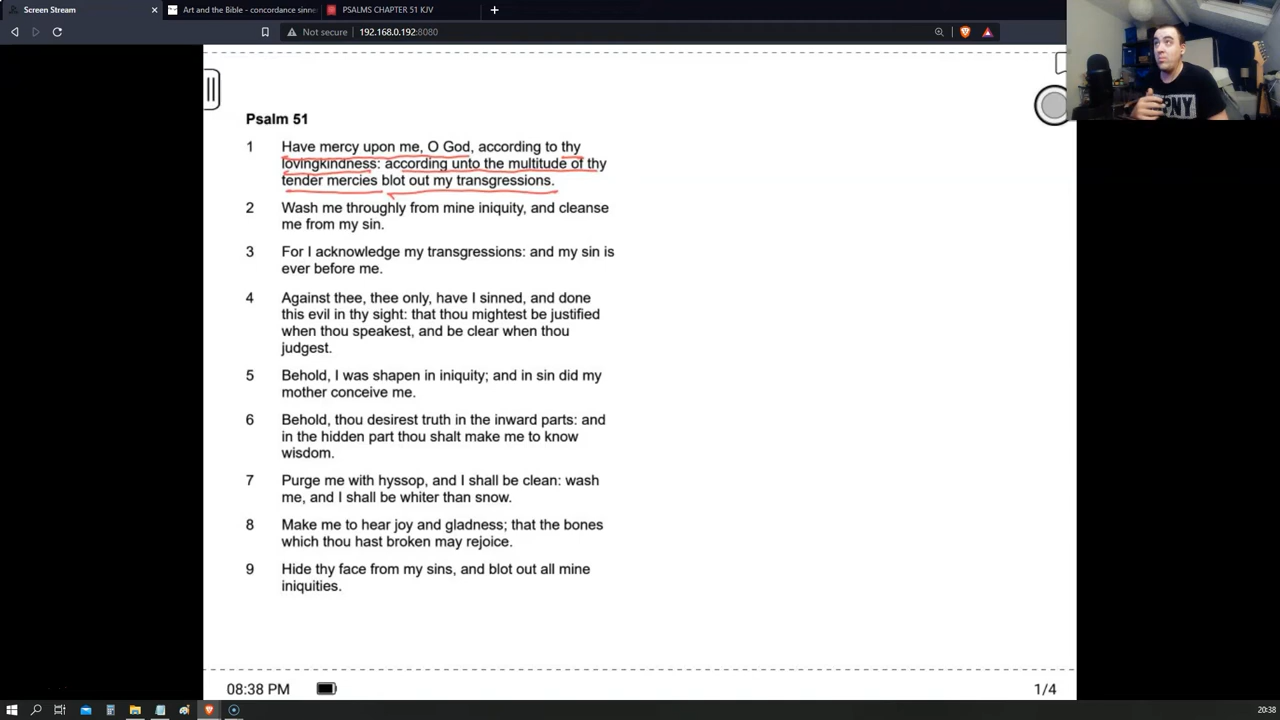 Screen Stream
Art and the Bible - concordance sinne
PSALMS CHAPTER 51 KJV
Not secure
192.168.0.192:8080
PNY
Psalm 51
1 Have mercy upon me, O God, according to thy
lovingkindness: according unto the multitude of thy
tender mercies blot out my transgressions.
2 Wash me throughly from mine iniquity, and cleanse
me from my sin.
3 For I acknowledge my transgressions: and my sin is
ever before me.
4 Against thee, thee only, have I sinned, and done
this evil in thy sight: that thou mightest be justified
when thou speakest, and be clear when thou
judgest.
5 Behold, I was shapen in iniquity; and in sin did my
mother conceive me.
6 Behold, thou desirest truth in the inward parts: and
in the hidden part thou shalt make me to know
wisdom.
7 Purge me with hyssop, and I shall be clean: wash
me, and I shall be whiter than snow.
8 Make me to hear joy and gladness; that the bones
which thou hast broken may rejoice.
9 Hide thy face from my sins, and blot out all mine
iniquities.
08:38 PM
1/4
20:38